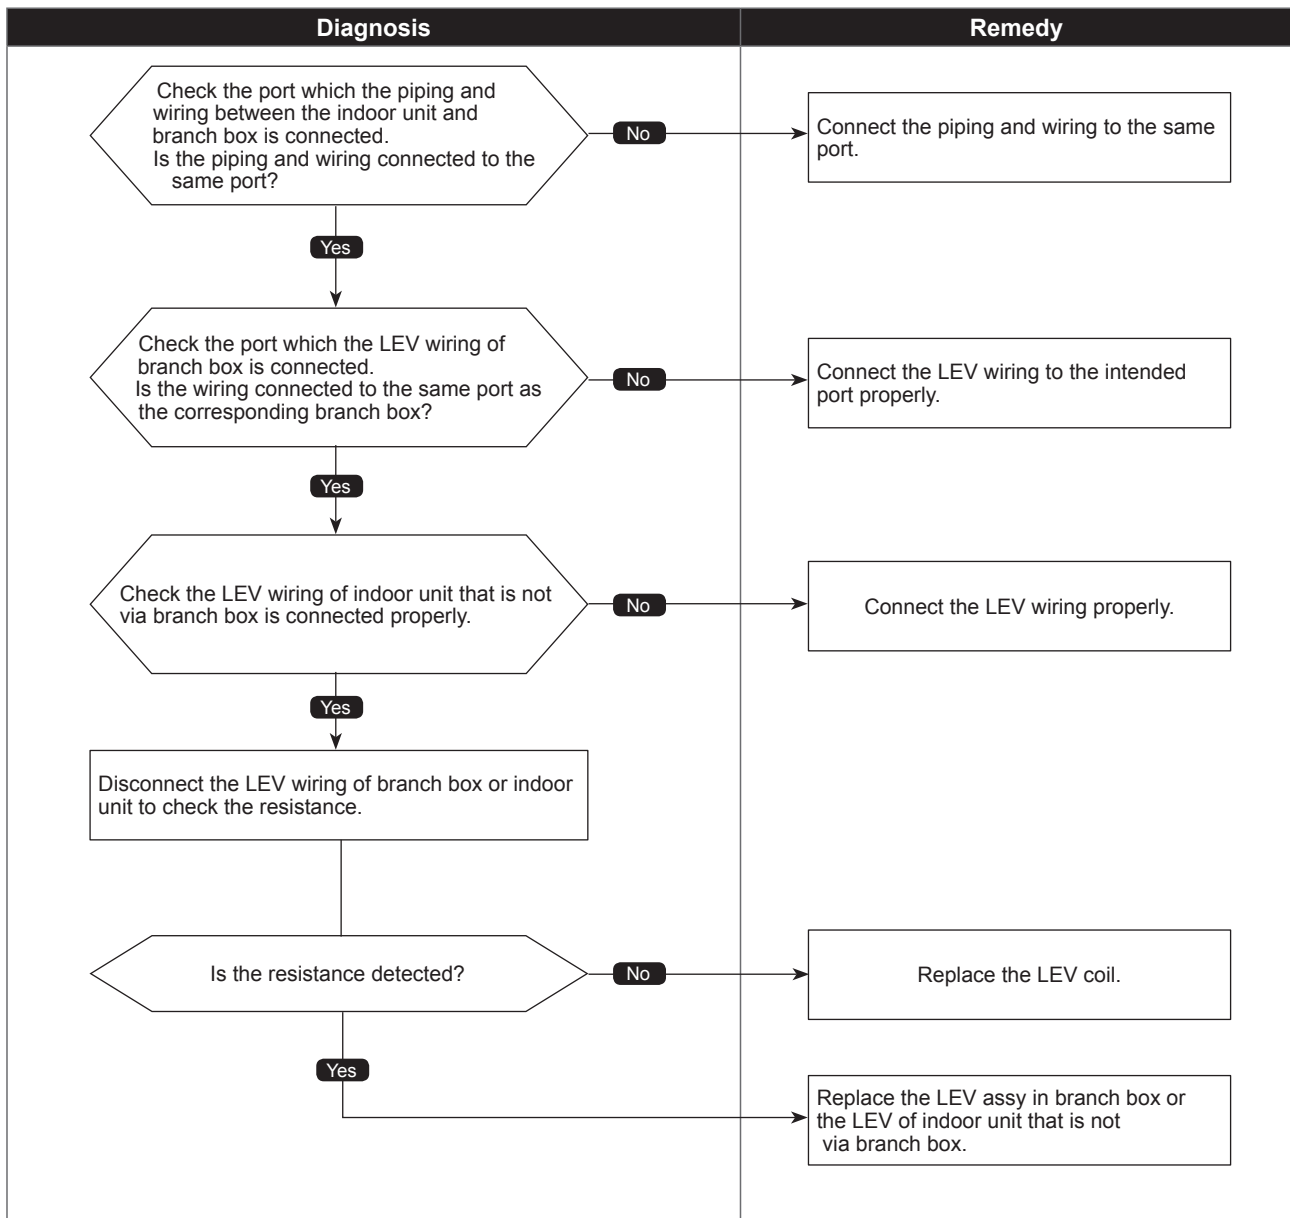 Diagnosis
Remedy
Check the port which the piping and
wiring between the indoor unit and
branch box is connected.
Is the piping and wiring connected to the
same port?
No
Connect the piping and wiring to the same
port.
Yes
Check the port which the LEV wiring of
branch box is connected.
Is the wiring connected to the same port as
the corresponding branch box?
No
Connect the LEV wiring to the intended
port properly.
Yes
Check the LEV wiring of indoor unit that is not
via branch box is connected properly.
No
Connect the LEV wiring properly.
Yes
Disconnect the LEV wiring of branch box or indoor
unit to check the resistance.
Is the resistance detected?
No
Replace the LEV coil.
Yes
Replace the LEV assy in branch box or
the LEV of indoor unit that is not
via branch box.